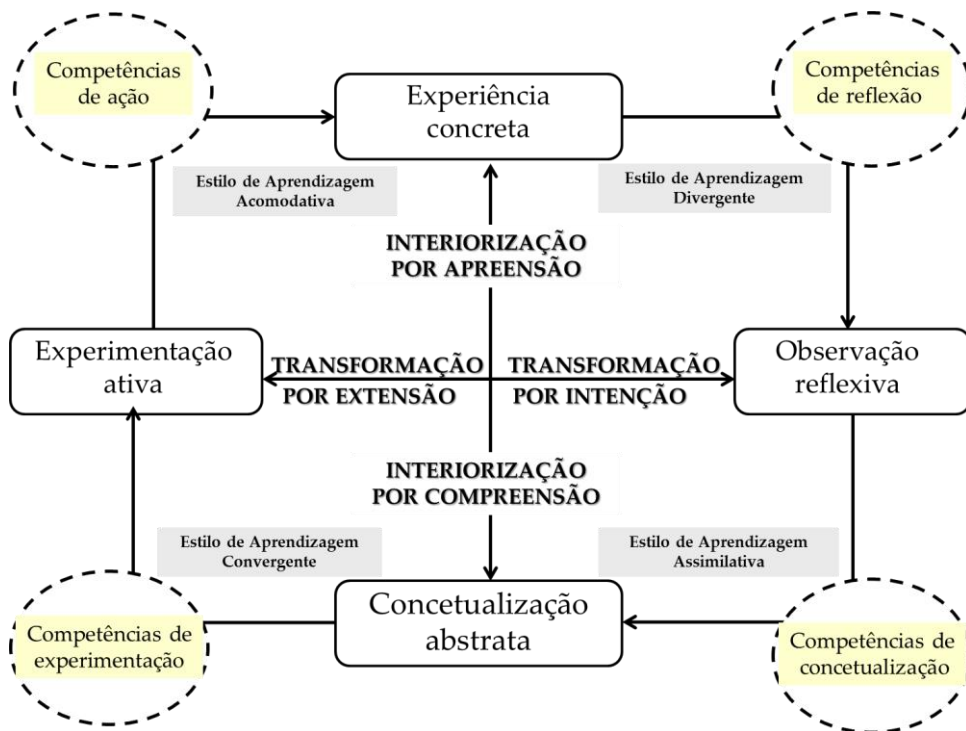 Competências
de ação
Experiência
concreta
Competências
de reflexão
Estilo de Aprendizagem
Acomodativa
Estilo de Aprendizagem
Divergente
INTERIORIZAÇÃO
POR APREENSÃO
Experimentação
ativa
TRANSFORMAÇÃO
POR EXTENSÃO
TRANSFORMAÇÃO
POR INTENÇÃO
Observação
reflexiva
INTERIORIZAÇÃO
POR COMPREENSÃO
Estilo de Aprendizagem
Convergente
Estilo de Aprendizagem
Assimilativa
Competências de
experimentação
Concetualização
abstrata
Competências de
concetualização